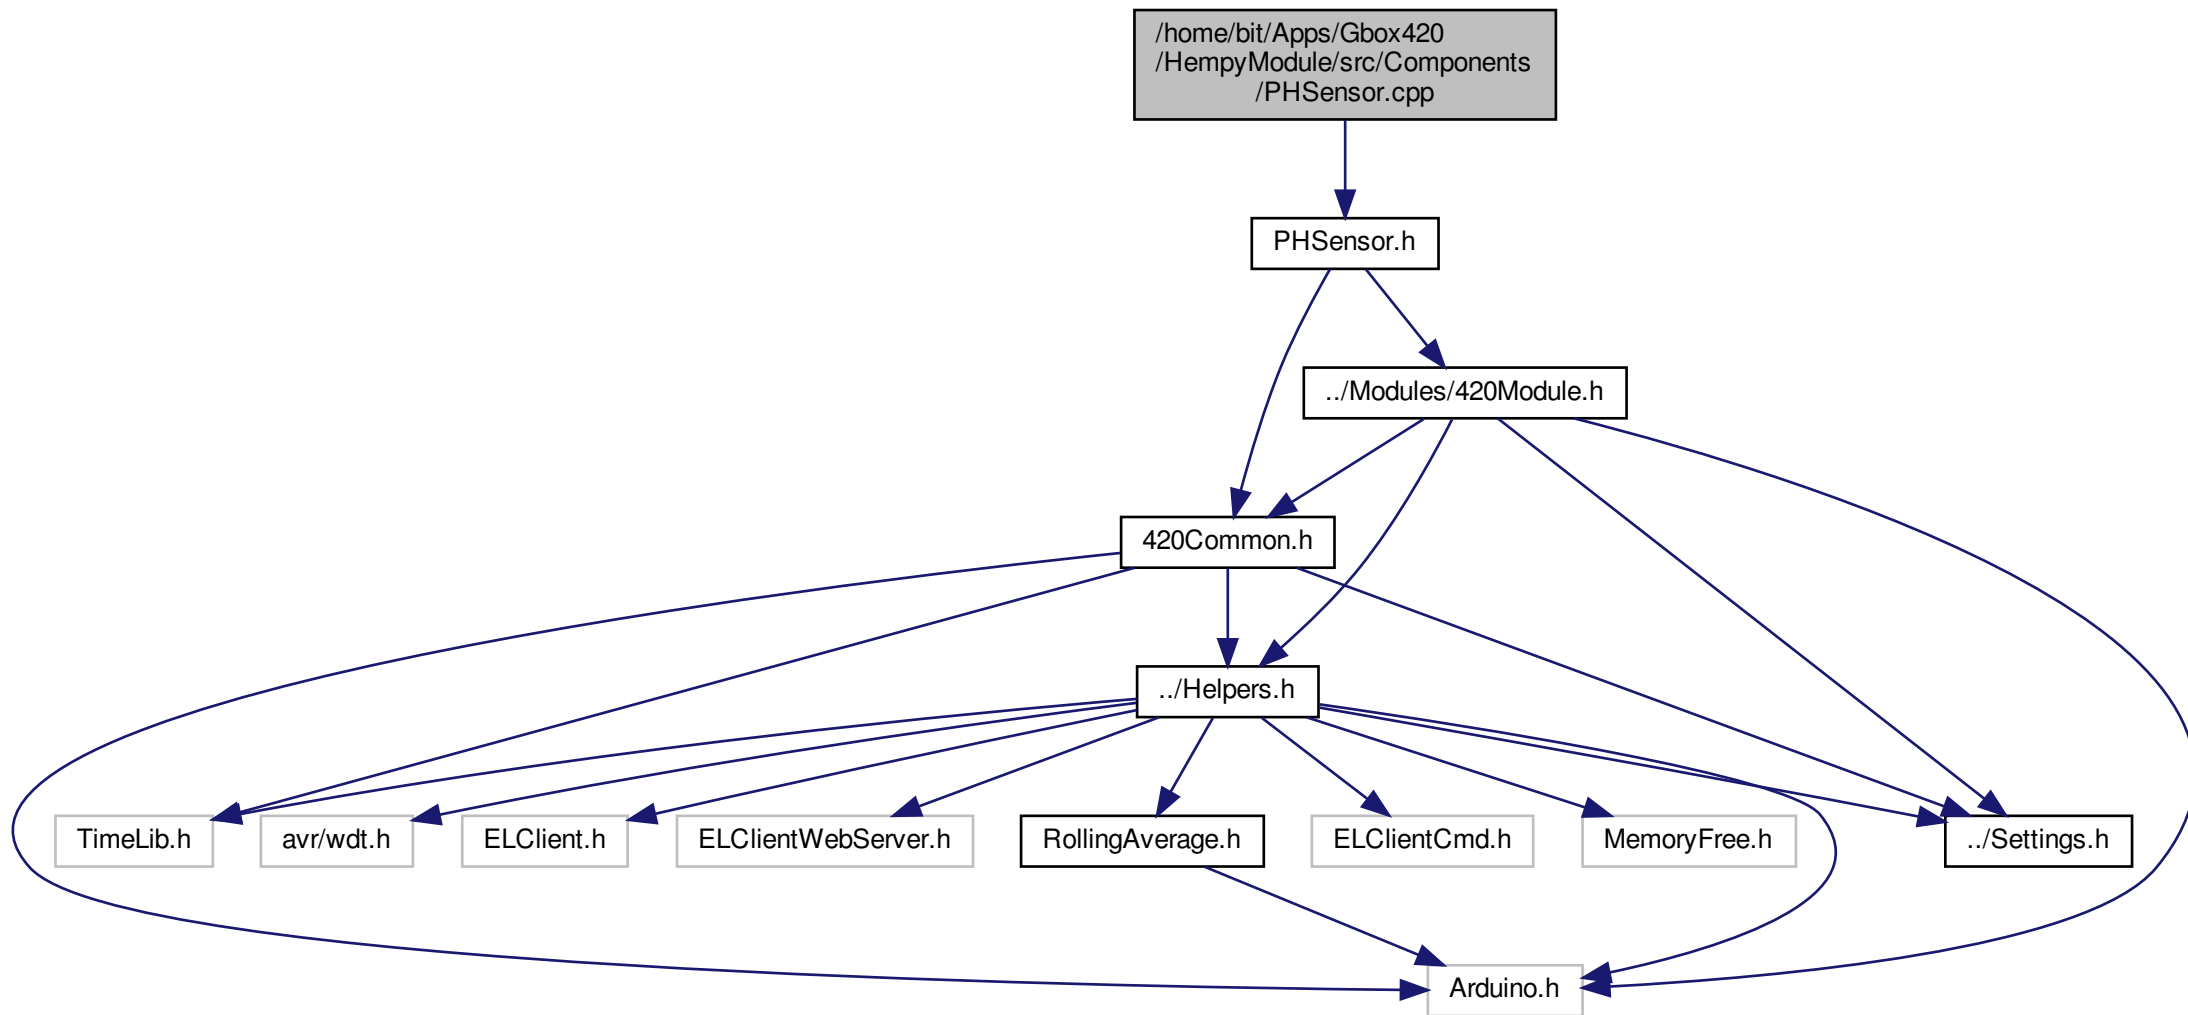 /home/bit/Apps/Gbox420
/HempyModule/src/Components
/PHSensor.cpp
PHSensor.h
../Modules/420Module.h
420Common.h
../Helpers.h
TimeLib.h
avr/wdt.h
ELClient.h
ELClientWebServer.h
RollingAverage.h
ELClientCmd.h
MemoryFree.h
../Settings.h
Arduino.h